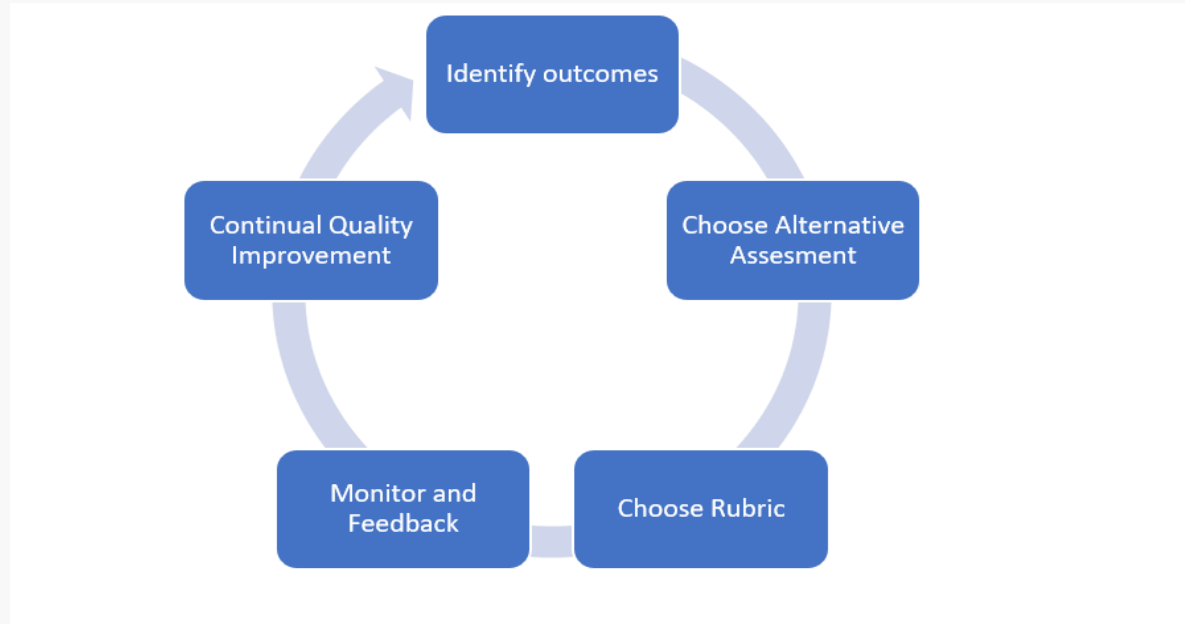 Identify outcomes
Choose Alternative
Assesment
Choose Rubric
Monitor and
Feedback
Continual Quality
Improvement